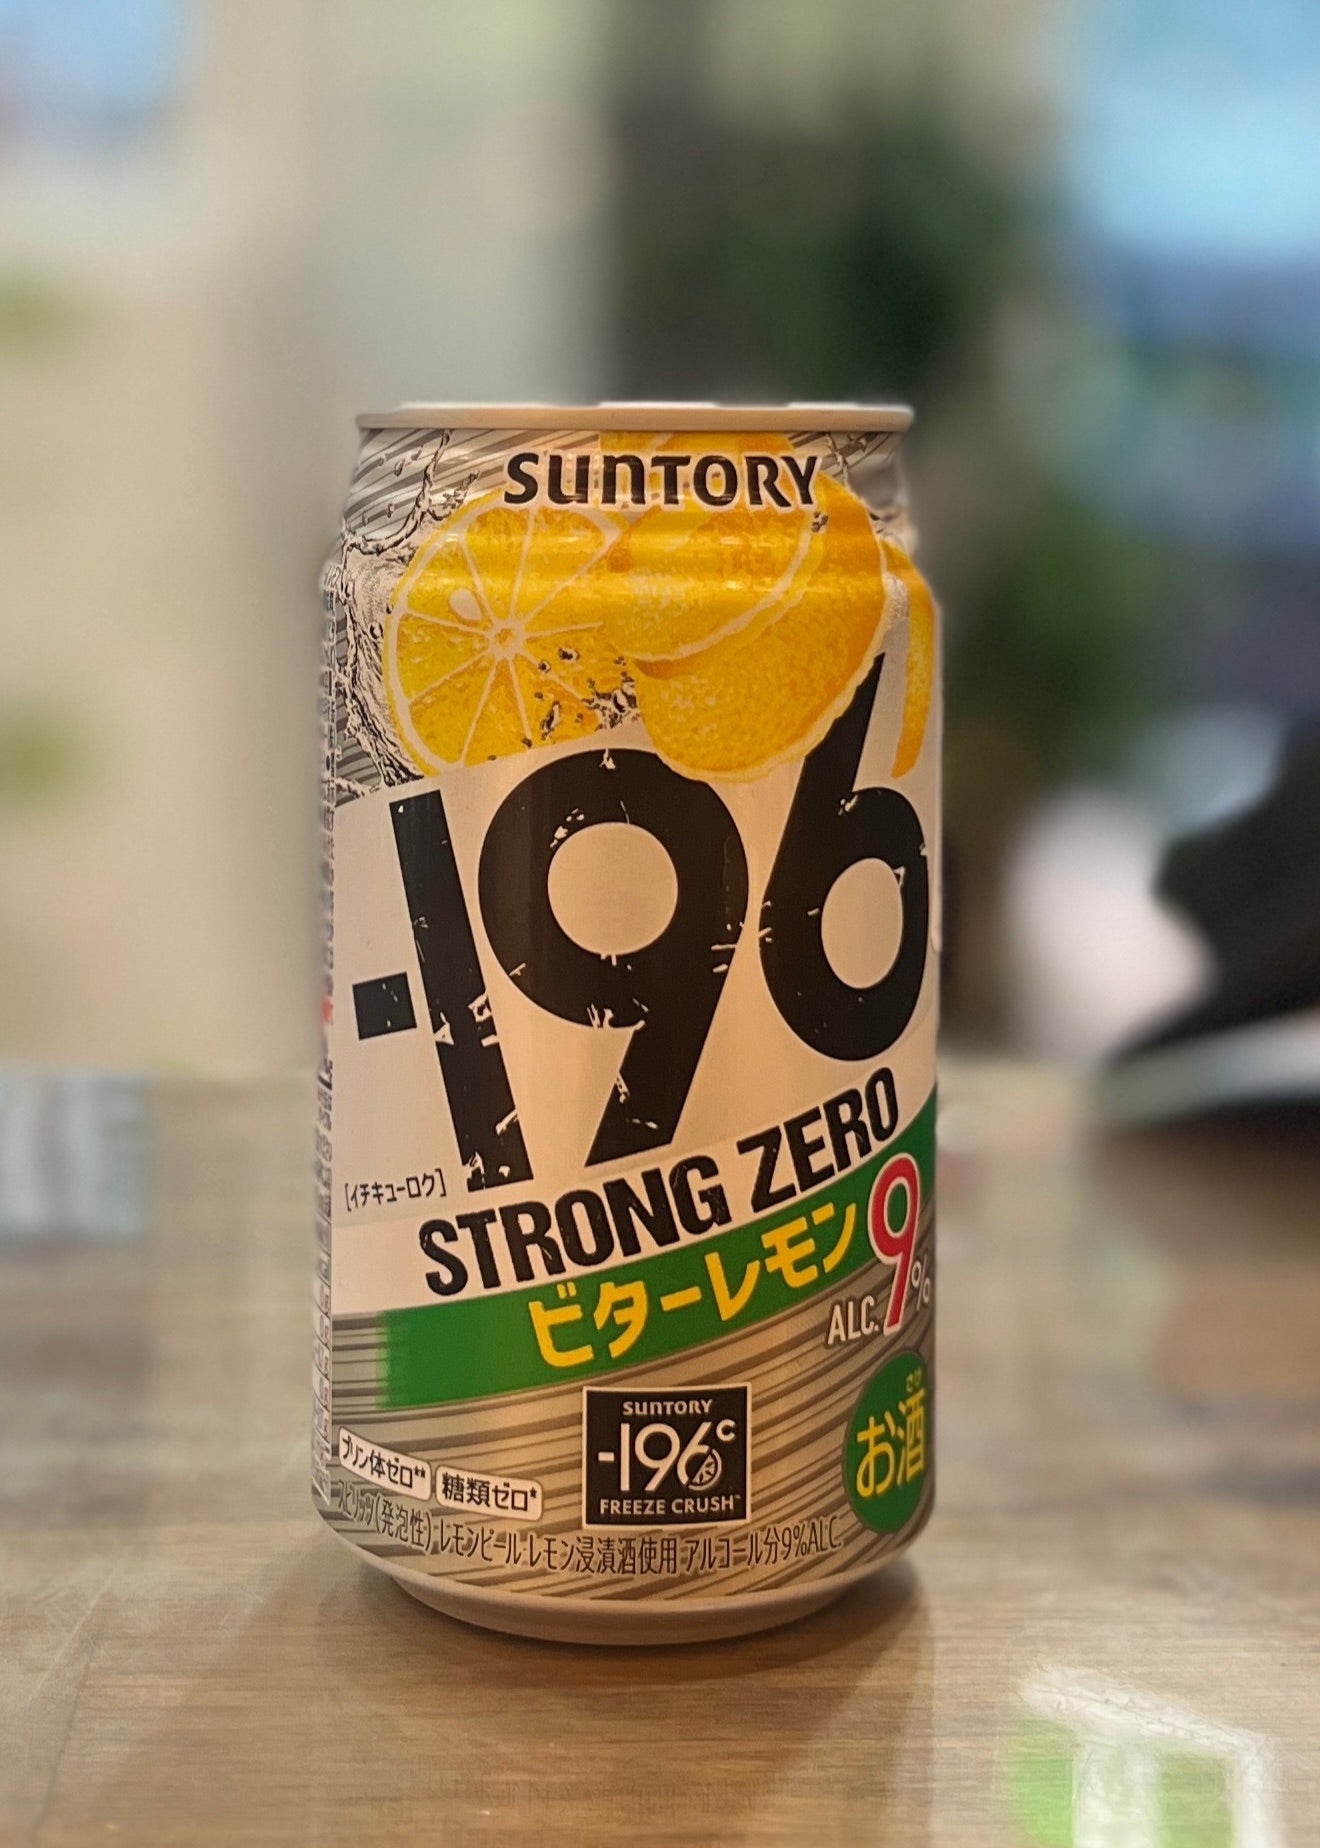 SUNTORY
-196
[イチキューロク]
STRONG ZERO
ビターレモン
ALC.9%
SUNTORY
-196℃
FREEZE CRUSH™
お酒
プリン体ゼロ**
糖類ゼロ*
スピリッツ(発泡性) レモンピール・レモン浸漬酒使用 アルコール分9%ALC